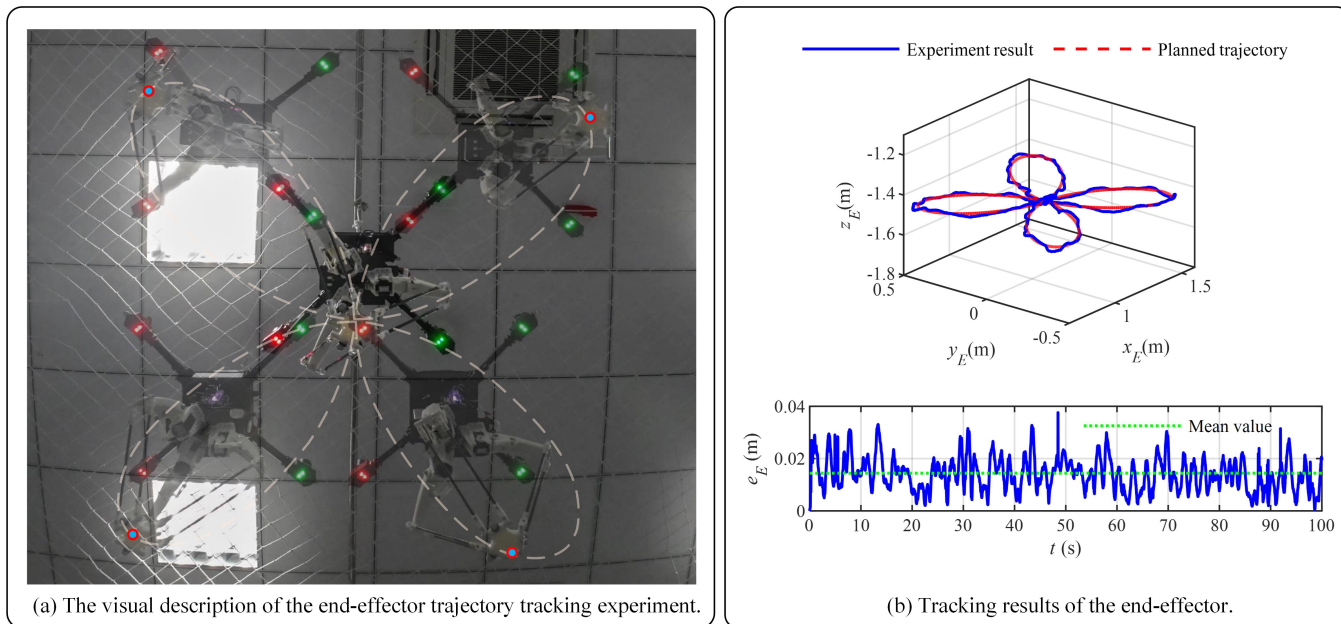 (a) The visual description of the end-effector trajectory tracking experiment.
Experiment result
Planned trajectory
-1.2
-1.4
-1.6
-1.8
z_E(m)
0.5
0
-0.5
y_E(m)
1
1.5
x_E(m)
0.04
0.02
0
e_E (m)
Mean value
0 10 20 30 40 50 60 70 80 90 100
t (s)
(b) Tracking results of the end-effector.